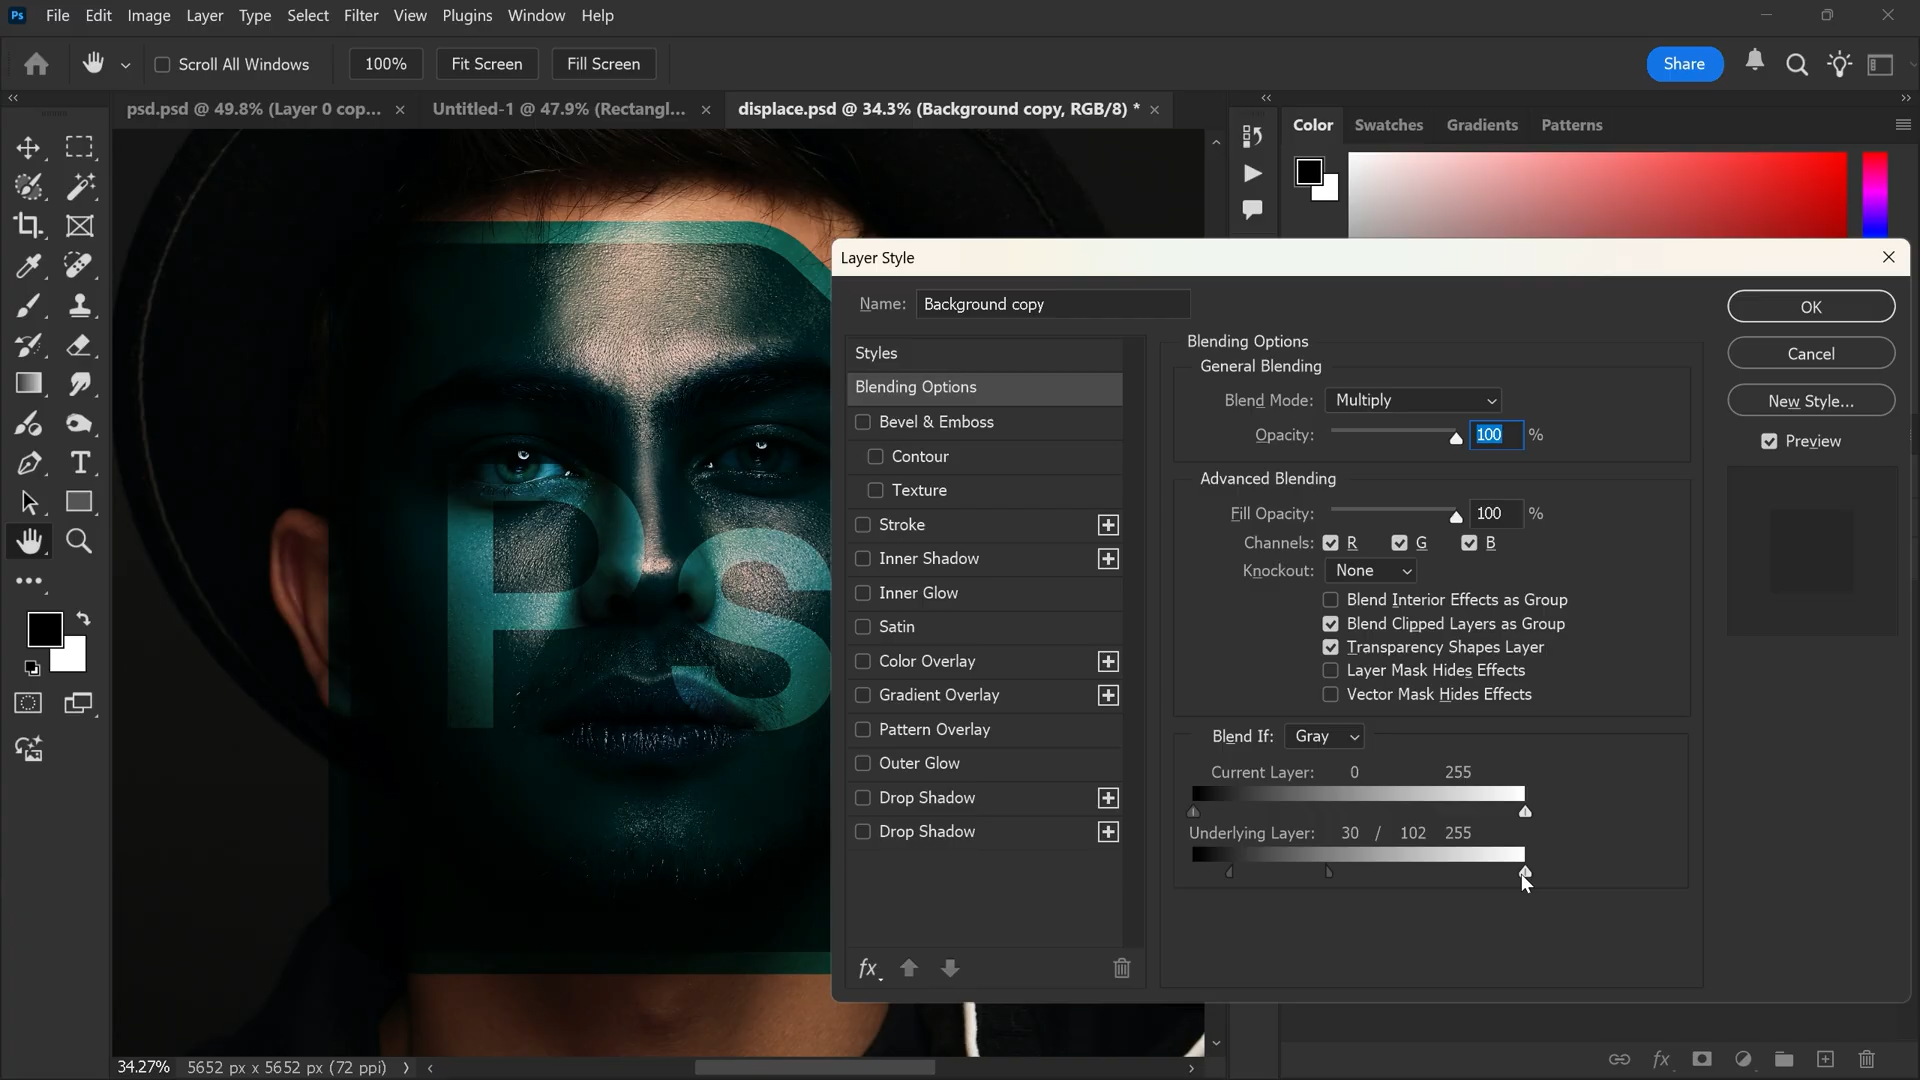 Ps File Edit Image Layer Type Select Filter View Plugins Window Help
Scroll All Windows 100% Fit Screen Fill Screen Share
psd.psd @ 49.8% (Layer 0 cop... × Untitled-1 @ 47.9% (Rectangl... × displace.psd @ 34.3% (Background copy, RGB/8) * ×
Color Swatches Gradients Patterns
Layer Style
Name: Background copy
OK
Cancel
New Style...
Preview
Styles
Blending Options
Bevel & Emboss
Contour
Texture
Stroke
Inner Shadow
Inner Glow
Satin
Color Overlay
Gradient Overlay
Pattern Overlay
Outer Glow
Drop Shadow
Drop Shadow
fx
Blending Options
General Blending
Blend Mode: Multiply
Opacity: 100 %
Advanced Blending
Fill Opacity: 100 %
Channels: R G B
Knockout: None
Blend Interior Effects as Group
Blend Clipped Layers as Group
Transparency Shapes Layer
Layer Mask Hides Effects
Vector Mask Hides Effects
Blend If: Gray
Current Layer: 0 255
Underlying Layer: 30 / 102 255
Ps
T
34.27% 5652 px x 5652 px (72 ppi)
fx